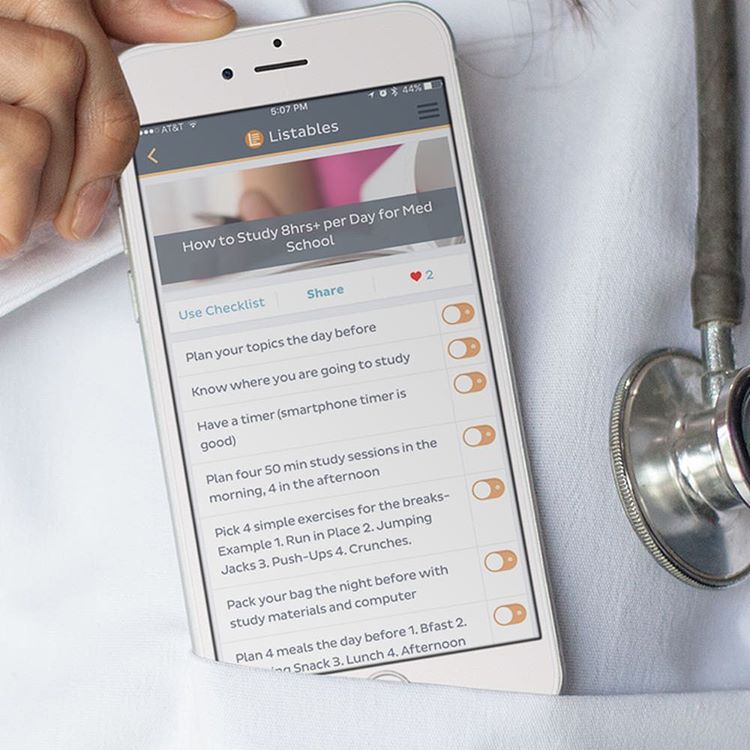 AT&T 5:07 PM 44%
Listables
How to Study 8hrs+ per Day for Med
School
Use Checklist Share 2
Plan your topics the day before
Know where you are going to study
Have a timer (smartphone timer is
good)
Plan four 50 min study sessions in the
morning, 4 in the afternoon
Pick 4 simple exercises for the breaks-
Example 1. Run in Place 2. Jumping
Jacks 3. Push-Ups 4. Crunches.
Pack your bag the night before with
study materials and computer
Plan 4 meals the day before 1. Bfast 2.
Snack 3. Lunch 4. Afternoon